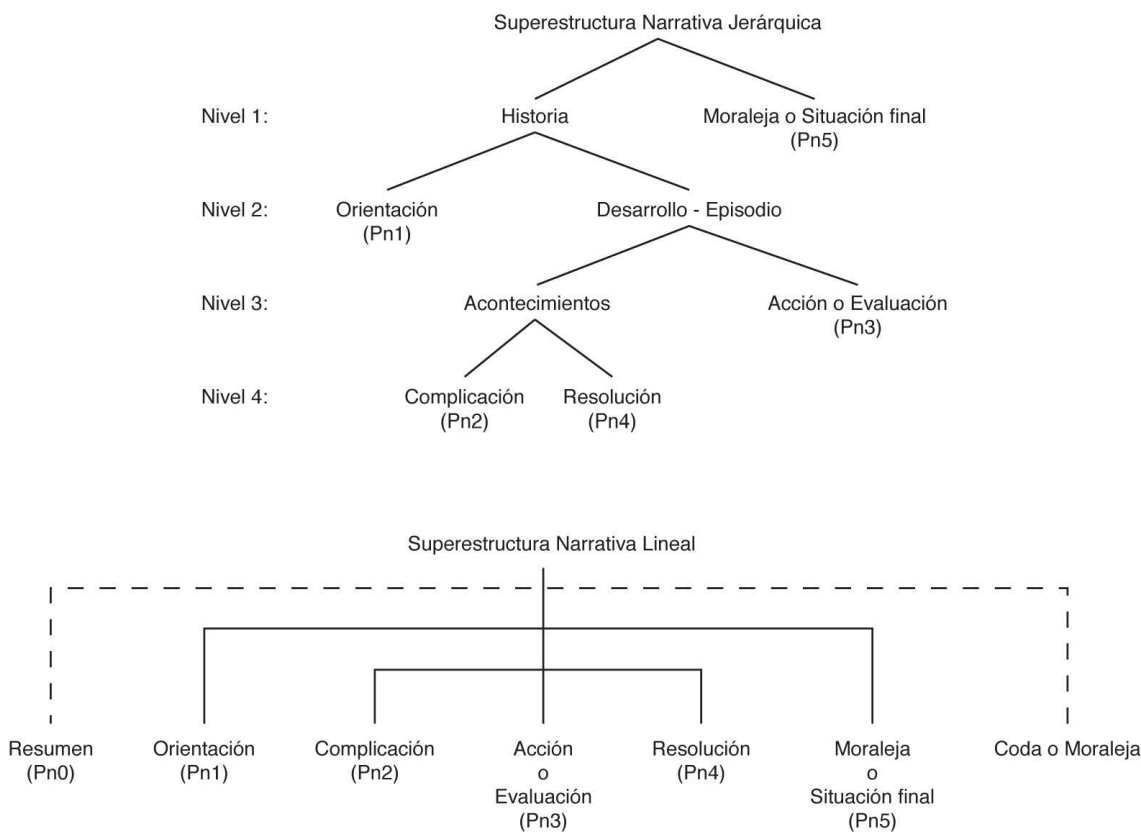 Superestructura Narrativa Jerárquica
Nivel 1:
Historia
Moraleja o Situación final
(Pn5)
Nivel 2:
Orientación
(Pn1)
Desarrollo - Episodio
Nivel 3:
Acontecimientos
Acción o Evaluación
(Pn3)
Nivel 4:
Complicación
(Pn2)
Resolución
(Pn4)
Superestructura Narrativa Lineal
Resumen
(Pn0)
Orientación
(Pn1)
Complicación
(Pn2)
Acción
o
Evaluación
(Pn3)
Resolución
(Pn4)
Moraleja
o
Situación final
(Pn5)
Coda o Moraleja